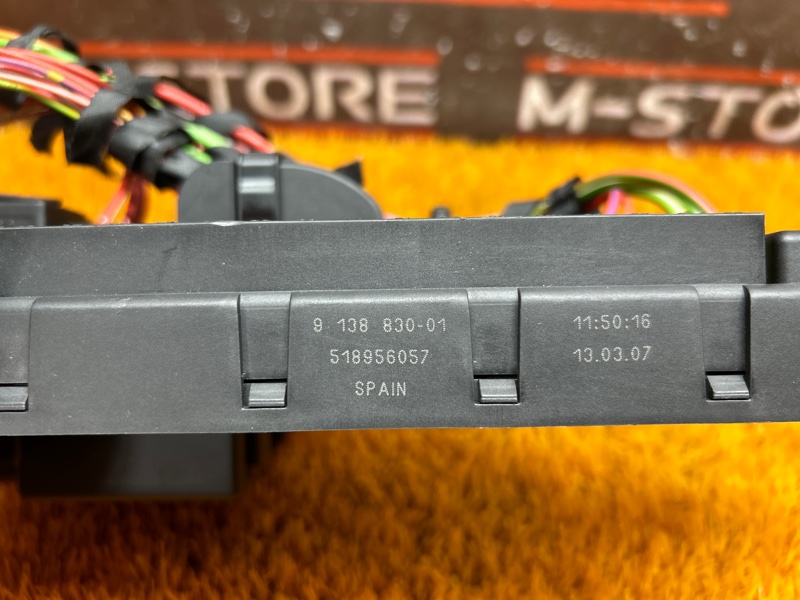 STORE
M-STO
9 138 830-01
518956057
SPAIN
11:50:16
13.03.07